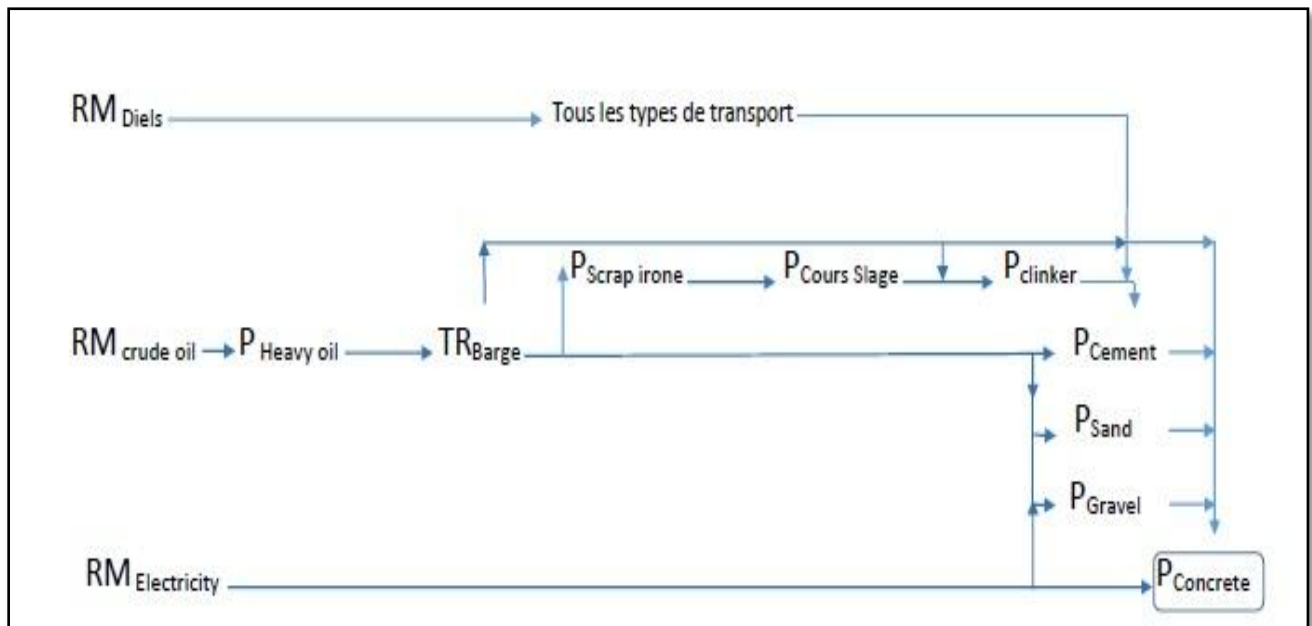 RM Diels Tous les types de transport
P Scrap irone P Cours Slage P clinker
RM crude oil P Heavy oil TR Barge P Cement
P Sand
P Gravel
RM Electricity P Concrete